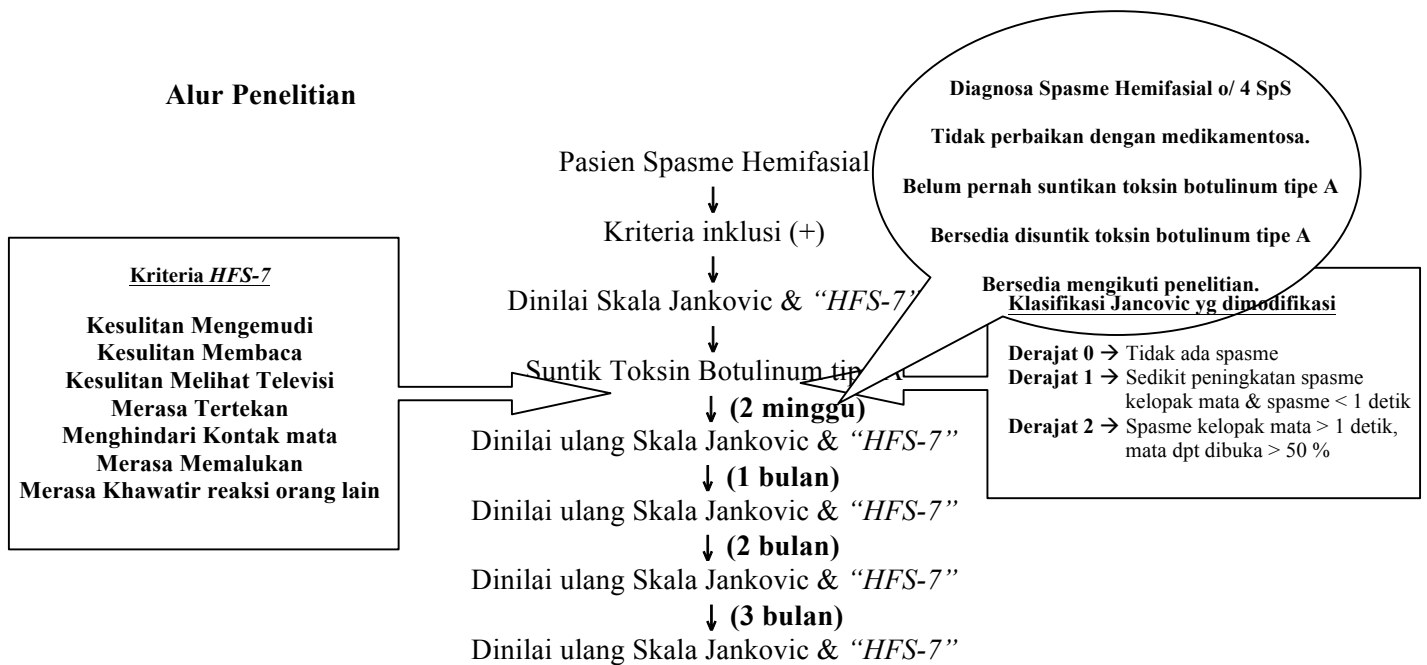 Alur Penelitian
Diagnosa Spasme Hemifasial o/ 4 SpS
Tidak perbaikan dengan medikamentosa.
Belum pernah suntikan toksin botulinum tipe A
Bersedia disuntik toksin botulinum tipe A
Bersedia mengikuti penelitian.
Pasien Spasme Hemifasial
↓
Kriteria inklusi (+)
↓
Dinilai Skala Jankovic & “HFS-7”
↓
Suntik Toksin Botulinum tipe A
↓ (2 minggu)
Dinilai ulang Skala Jankovic & “HFS-7”
↓ (1 bulan)
Dinilai ulang Skala Jankovic & “HFS-7”
↓ (2 bulan)
Dinilai ulang Skala Jankovic & “HFS-7”
↓ (3 bulan)
Dinilai ulang Skala Jankovic & “HFS-7”
Kriteria HFS-7
Kesulitan Mengemudi
Kesulitan Membaca
Kesulitan Melihat Televisi
Merasa Tertekan
Menghindari Kontak mata
Merasa Memalukan
Merasa Khawatir reaksi orang lain
Klasifikasi Jancovic yg dimodifikasi
Derajat 0 → Tidak ada spasme
Derajat 1 → Sedikit peningkatan spasme
kelopak mata & spasme < 1 detik
Derajat 2 → Spasme kelopak mata > 1 detik,
mata dpt dibuka > 50 %